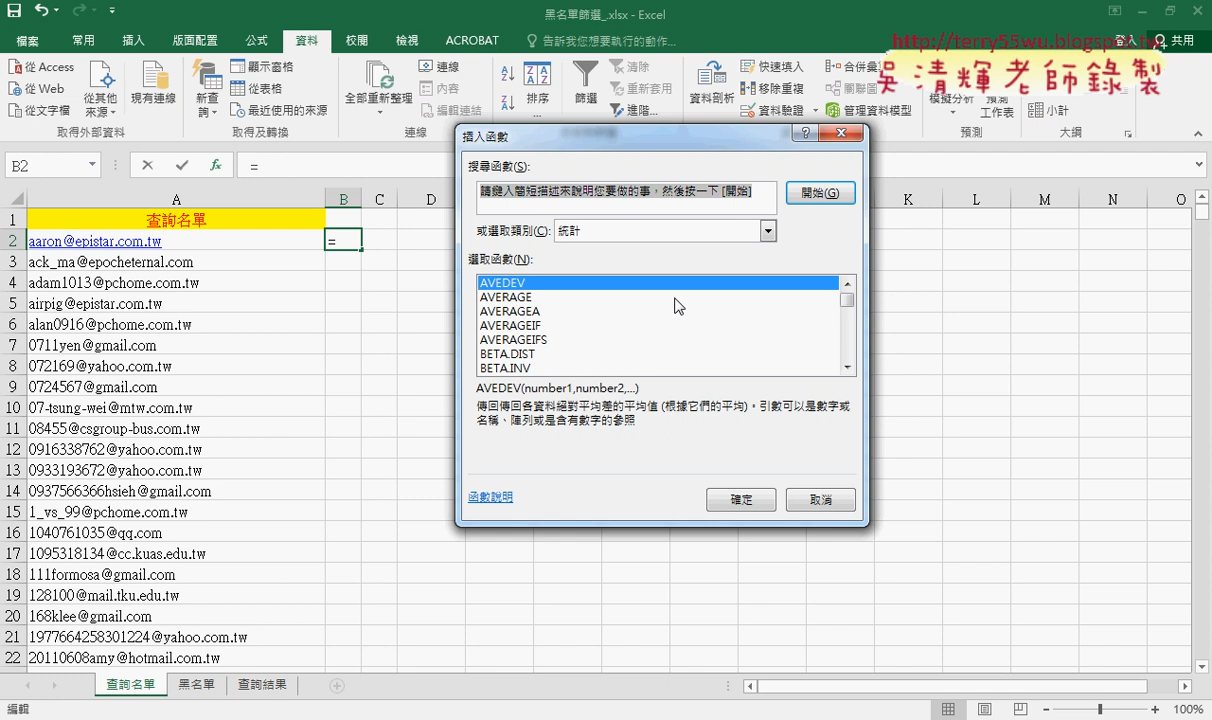 黑名單篩選_.xlsx - Excel
檔案 常用 插入 版面配置 公式 資料 校閱 檢視 ACROBAT 告訴我您想要執行的動作... 登入 共用
http://terry55wu.blogspot.tw
吳清輝老師錄製
從 Access
從 Web
從文字檔
從其他來源
現有連線
取得外部資料
新查詢
顯示查詢
從表格
最近使用的來源
取得及轉換
全部重新整理
連線
內容
編輯連結
連線
排序
篩選
清除
重新套用
進階...
資料剖析
快速填入
移除重複
資料驗證
合併彙
關聯圖
管理資料模型
模擬分析
預測工作表
預測
小計
大綱
B2 =
A B C D K L M N O
1 查詢名單
2 aaron@epistar.com.tw =
3 ack_ma@epocheternal.com
4 adam1013@pchome.com.tw
5 airpig@epistar.com.tw
6 alan0916@pchome.com.tw
7 0711yen@gmail.com
8 072169@yahoo.com.tw
9 0724567@gmail.com
10 07-tsung-wei@mtw.com.tw
11 08455@csgroup-bus.com.tw
12 0916338762@yahoo.com.tw
13 0933193672@yahoo.com.tw
14 0937566366hsieh@gmail.com
15 1_vs_99@pchome.com.tw
16 1040761035@qq.com
17 1095318134@cc.kuas.edu.tw
18 111formosa@gmail.com
19 128100@mail.tku.edu.tw
20 168klee@gmail.com
21 1977664258301224@yahoo.com.tw
22 20110608amy@hotmail.com.tw
插入函數
搜尋函數(S):
請鍵入簡短描述來說明您要做的事，然後按一下 [開始]
開始(G)
或選取類別(C): 統計
選取函數(N):
AVEDEV
AVERAGE
AVERAGEA
AVERAGEIF
AVERAGEIFS
BETA.DIST
BETA.INV
AVEDEV(number1,number2,...)
傳回傳回各資料絕對平均差的平均值 (根據它們的平均)。引數可以是數字或
名稱、陣列或是含有數字的參照
函數說明
確定 取消
查詢名單 黑名單 查詢結果
編輯
100%